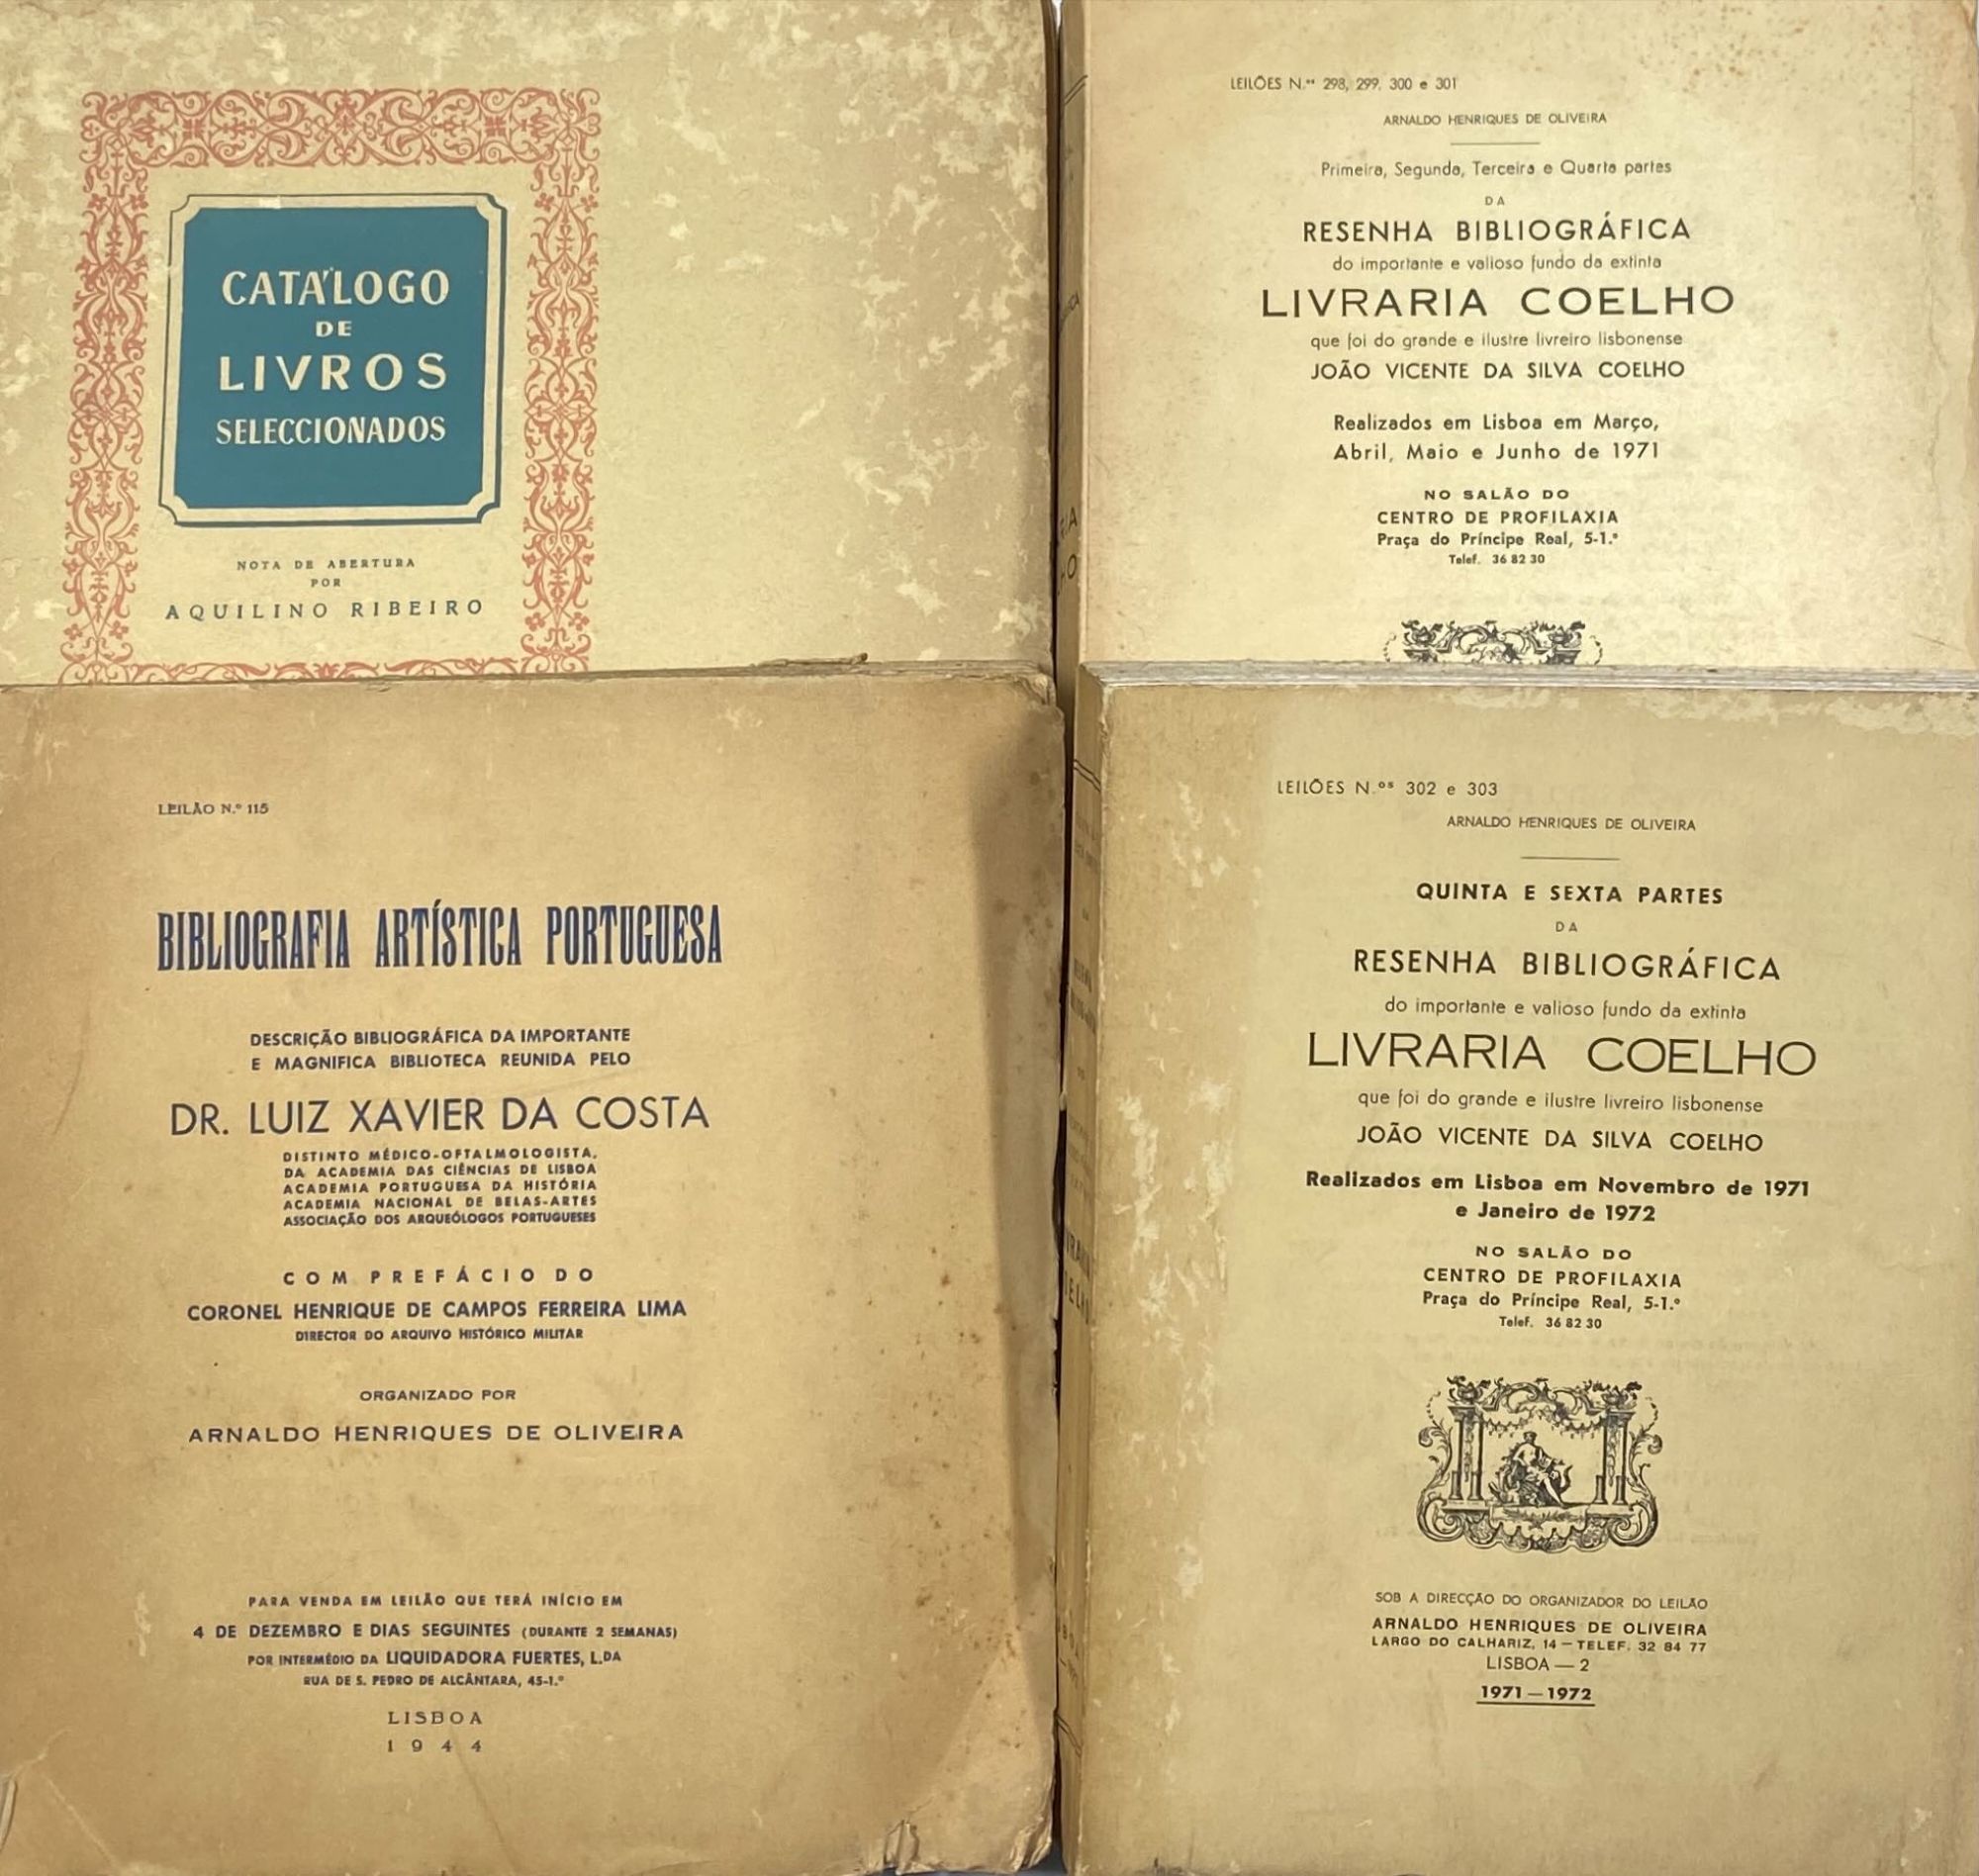 CATÁLOGO
DE
LIVROS
SELECCIONADOS
NOTA DE ABERTURA
POR
AQUILINO RIBEIRO
LEILÕES N.os 298, 299, 300 e 301
ARNALDO HENRIQUES DE OLIVEIRA
Primeira, Segunda, Terceira e Quarta partes
DA
RESENHA BIBLIOGRÁFICA
do importante e valioso fundo da extinta
LIVRARIA COELHO
que foi do grande e ilustre livreiro lisbonense
JOÃO VICENTE DA SILVA COELHO
Realizados em Lisboa em Março,
Abril, Maio e Junho de 1971
NO SALÃO DO
CENTRO DE PROFILAXIA
Praça do Príncipe Real, 5-1.º
Telef. 36 82 30
LEILÃO N.º 115
BIBLIOGRAFIA ARTÍSTICA PORTUGUESA
DESCRIÇÃO BIBLIOGRÁFICA DA IMPORTANTE
E MAGNIFICA BIBLIOTECA REUNIDA PELO
DR. LUIZ XAVIER DA COSTA
DISTINTO MÉDICO-OFTALMOLOGISTA,
DA ACADEMIA DAS CIÊNCIAS DE LISBOA
ACADEMIA PORTUGUESA DA HISTÓRIA
ACADEMIA NACIONAL DE BELAS-ARTES
ASSOCIAÇÃO DOS ARQUEÓLOGOS PORTUGUESES
COM PREFÁCIO DO
CORONEL HENRIQUE DE CAMPOS FERREIRA LIMA
DIRECTOR DO ARQUIVO HISTÓRICO MILITAR
ORGANIZADO POR
ARNALDO HENRIQUES DE OLIVEIRA
PARA VENDA EM LEILÃO QUE TERÁ INÍCIO EM
4 DE DEZEMBRO E DIAS SEGUINTES (DURANTE 2 SEMANAS)
POR INTERMÉDIO DA LIQUIDADORA FUERTES, L.DA
RUA DE S. PEDRO DE ALCÂNTARA, 45-1.º
LISBOA
1944
LEILÕES N.os 302 e 303
ARNALDO HENRIQUES DE OLIVEIRA
QUINTA E SEXTA PARTES
DA
RESENHA BIBLIOGRÁFICA
do importante e valioso fundo da extinta
LIVRARIA COELHO
que foi do grande e ilustre livreiro lisbonense
JOÃO VICENTE DA SILVA COELHO
Realizados em Lisboa em Novembro de 1971
e Janeiro de 1972
NO SALÃO DO
CENTRO DE PROFILAXIA
Praça do Príncipe Real, 5-1.º
Telef. 36 82 30
SOB A DIRECÇÃO DO ORGANIZADOR DO LEILÃO
ARNALDO HENRIQUES DE OLIVEIRA
LARGO DO CALHARIZ, 14 — TELEF. 32 84 77
LISBOA — 2
1971 — 1972